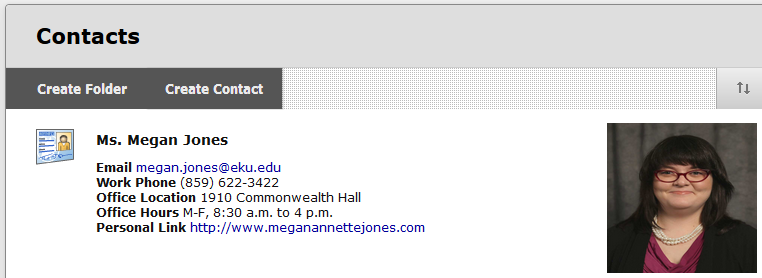 Contacts
Create Folder Create Contact
Ms. Megan Jones
Email megan.jones@eku.edu
Work Phone (859) 622-3422
Office Location 1910 Commonwealth Hall
Office Hours M-F, 8:30 a.m. to 4 p.m.
Personal Link http://www.meganannettejones.com